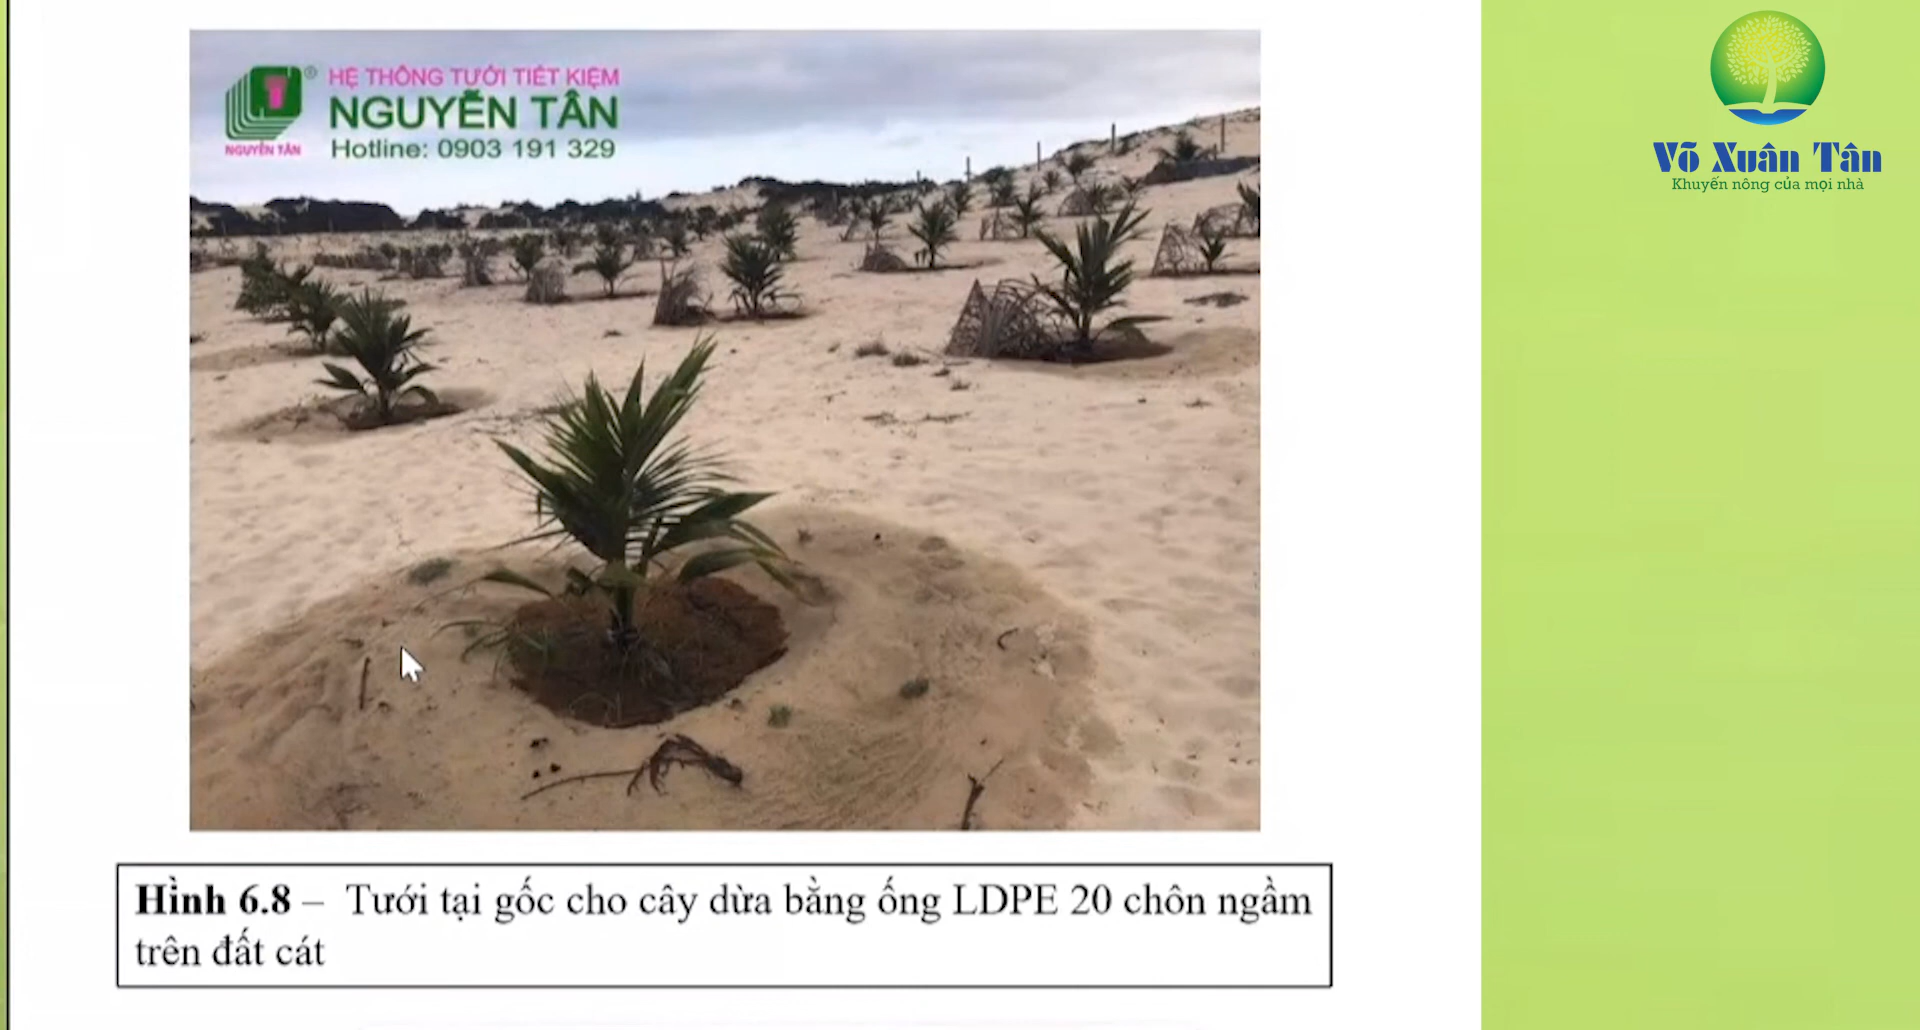 HỆ THỐNG TƯỚI TIẾT KIỆM
NGUYỄN TÂN
Hotline: 0903 191 329
NGUYỄN TÂN
Võ Xuân Tân
Khuyến nông của mọi nhà
Hình 6.8 – Tưới tại gốc cho cây dừa bằng ống LDPE 20 chôn ngầm
trên đất cát